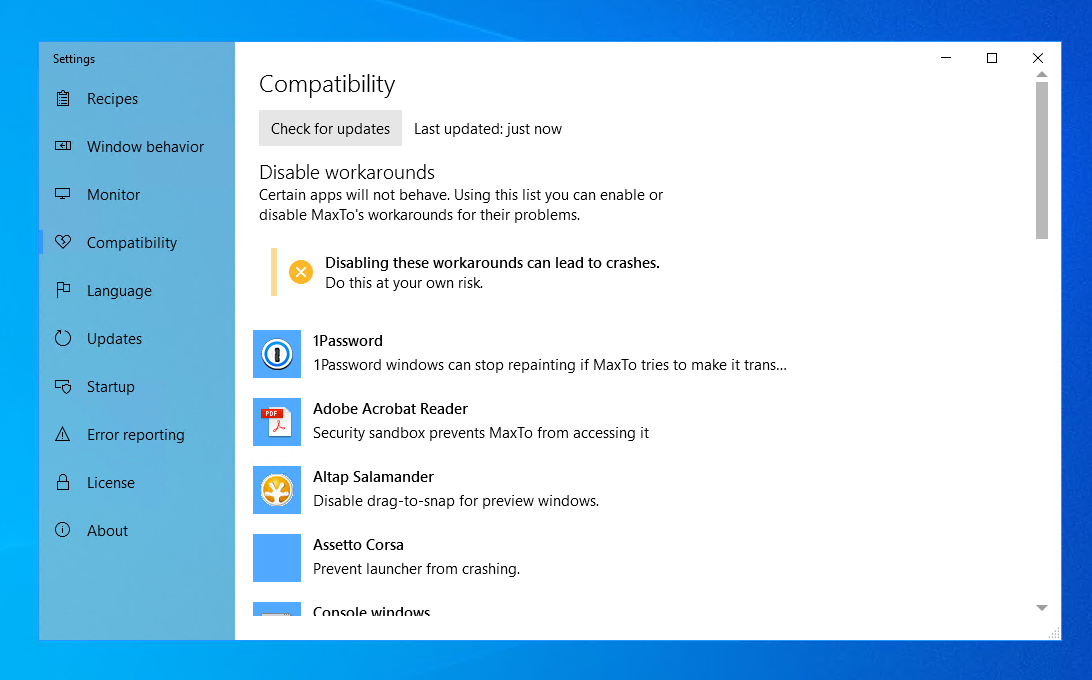 Settings
Recipes
Window behavior
Monitor
Compatibility
Language
Updates
Startup
Error reporting
License
About
Compatibility
Check for updates
Last updated: just now
Disable workarounds
Certain apps will not behave. Using this list you can enable or
disable MaxTo's workarounds for their problems.
Disabling these workarounds can lead to crashes.
Do this at your own risk.
1Password
1Password windows can stop repainting if MaxTo tries to make it trans...
PDF
Adobe Acrobat Reader
Security sandbox prevents MaxTo from accessing it
Altap Salamander
Disable drag-to-snap for preview windows.
Assetto Corsa
Prevent launcher from crashing.
Console windows